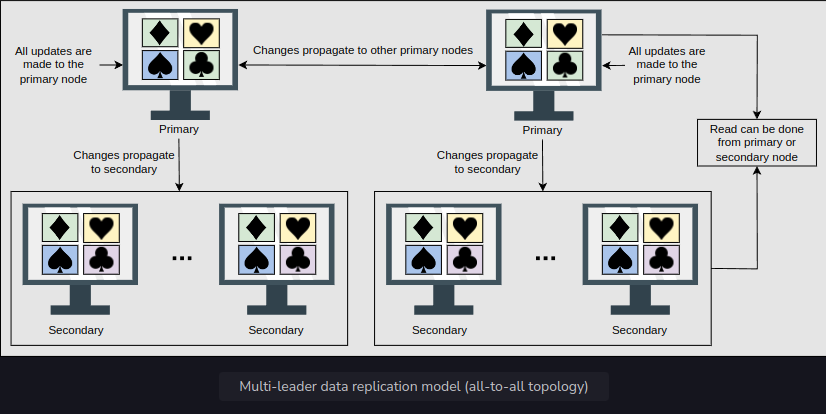 All updates are
made to the
primary node
Changes propagate to other primary nodes
All updates are
made to the
primary node
Primary
Primary
Read can be done
from primary or
secondary node
Changes propagate
to secondary
Changes propagate
to secondary
...
...
Secondary
Secondary
Secondary
Secondary
Multi-leader data replication model (all-to-all topology)